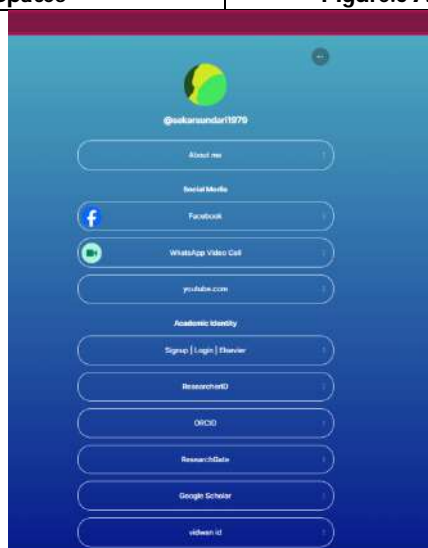 @sekarsundari1979
About me
Social Media
Facebook
WhatsApp Video Call
youtube.com
Academic Identity
Signup | Login | Elsevier
ResearcherID
ORCID
ResearchGate
Google Scholar
vidwan id